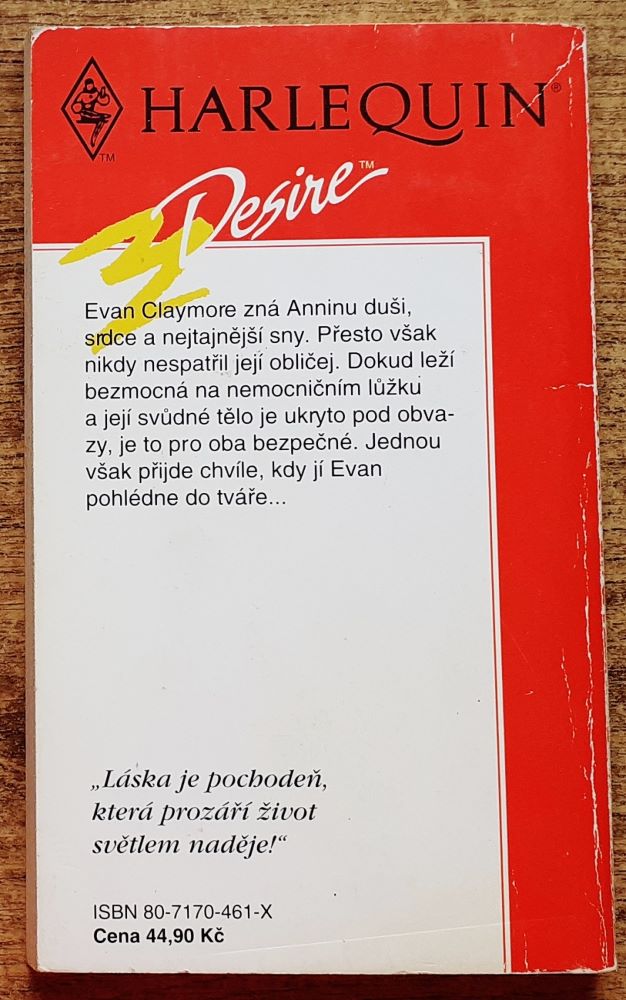 HARLEQUIN®
TM
Desire™
Evan Claymore zná Anninu duši,
srdce a nejtajnější sny. Přesto však
nikdy nespatřil její obličej. Dokud leží
bezmocná na nemocničním lůžku
a její svůdné tělo je ukryto pod obva-
zy, je to pro oba bezpečné. Jednou
však přijde chvíle, kdy jí Evan
pohlédne do tváře...
„Láska je pochodeň,
která prozáří život
světlem naděje!“
ISBN 80-7170-461-X
Cena 44,90 Kč